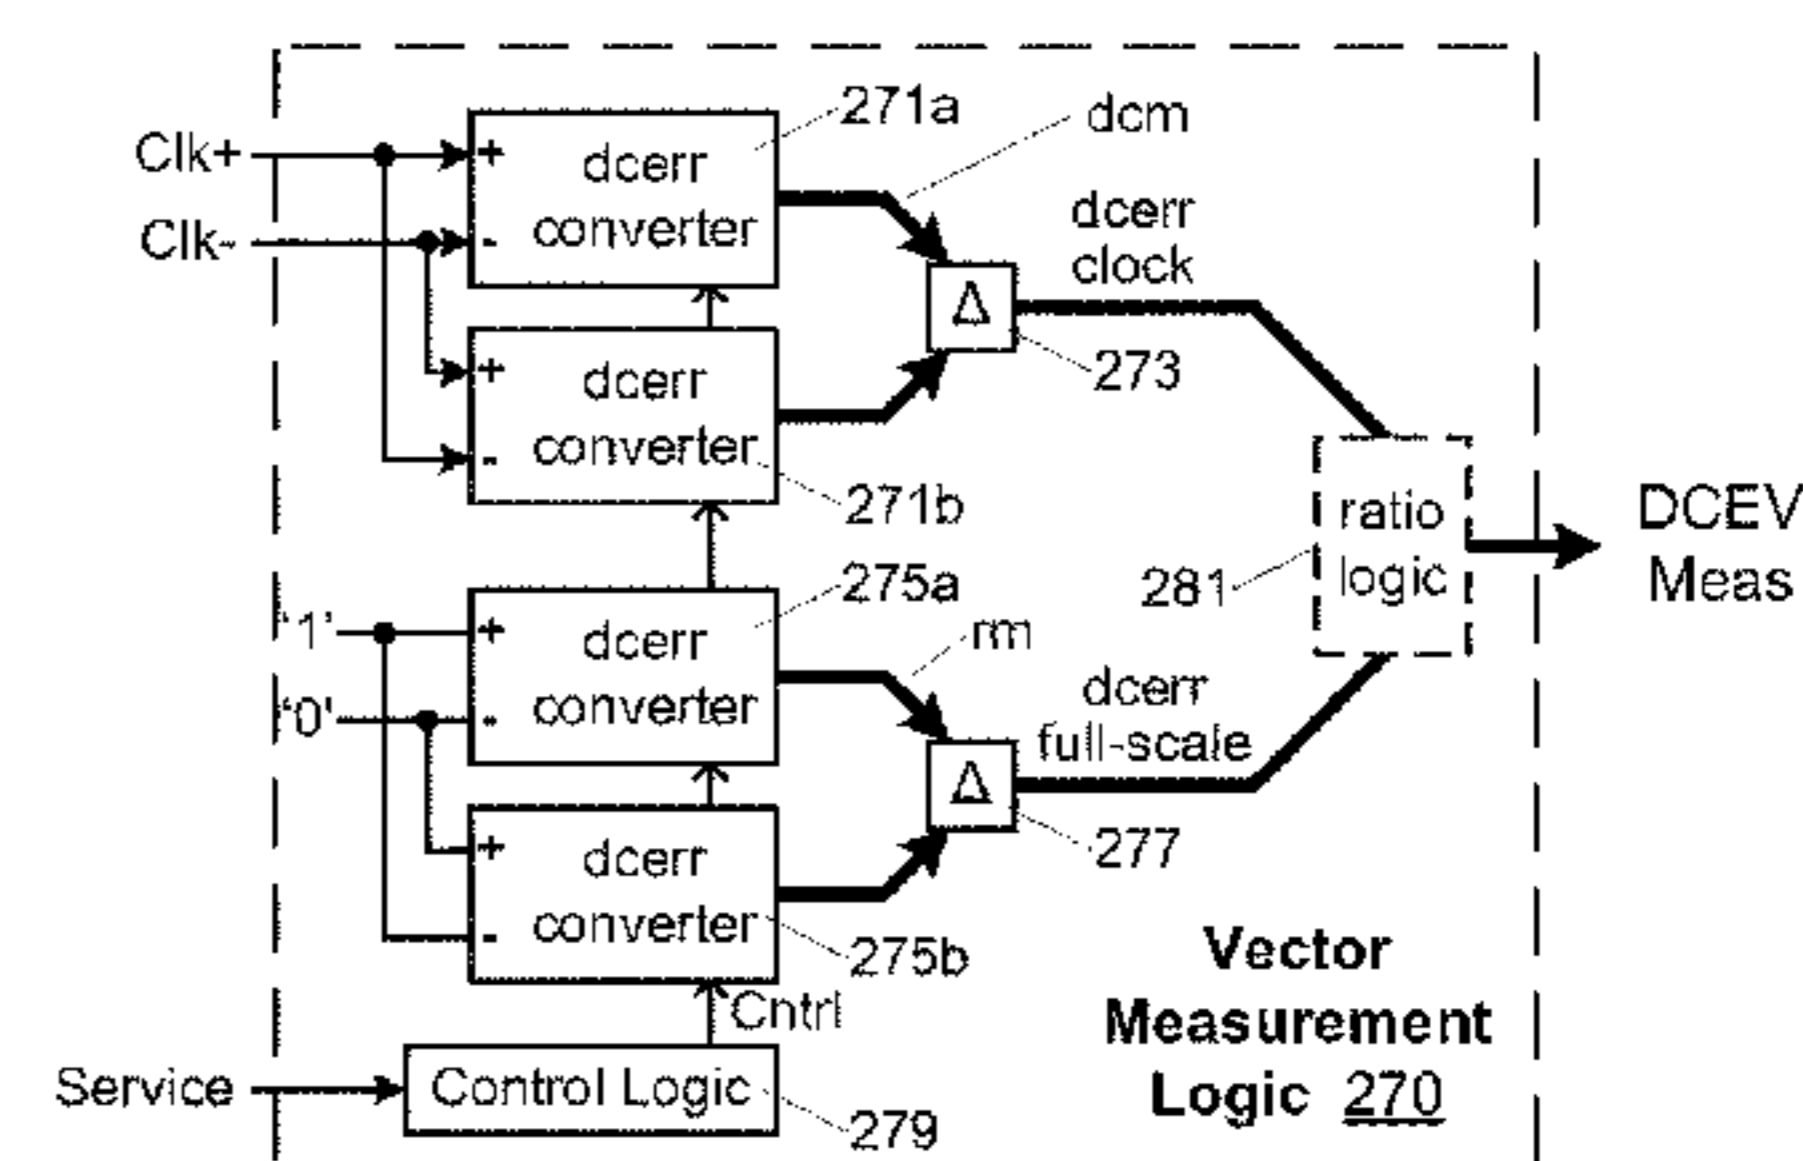 271a
dcm
Clk+
+
dcerr
converter
Clk-
-
dcerr
clock
Δ
273
+
dcerr
converter
-
271b
ratio
logic
281
DCEV
Meas
275a
'1'
+
dcerr
converter
rm
'0'
-
dcerr
full-scale
Δ
277
+
dcerr
converter
-
275b
Cntrl
Vector
Measurement
Logic 270
Service
Control Logic
279